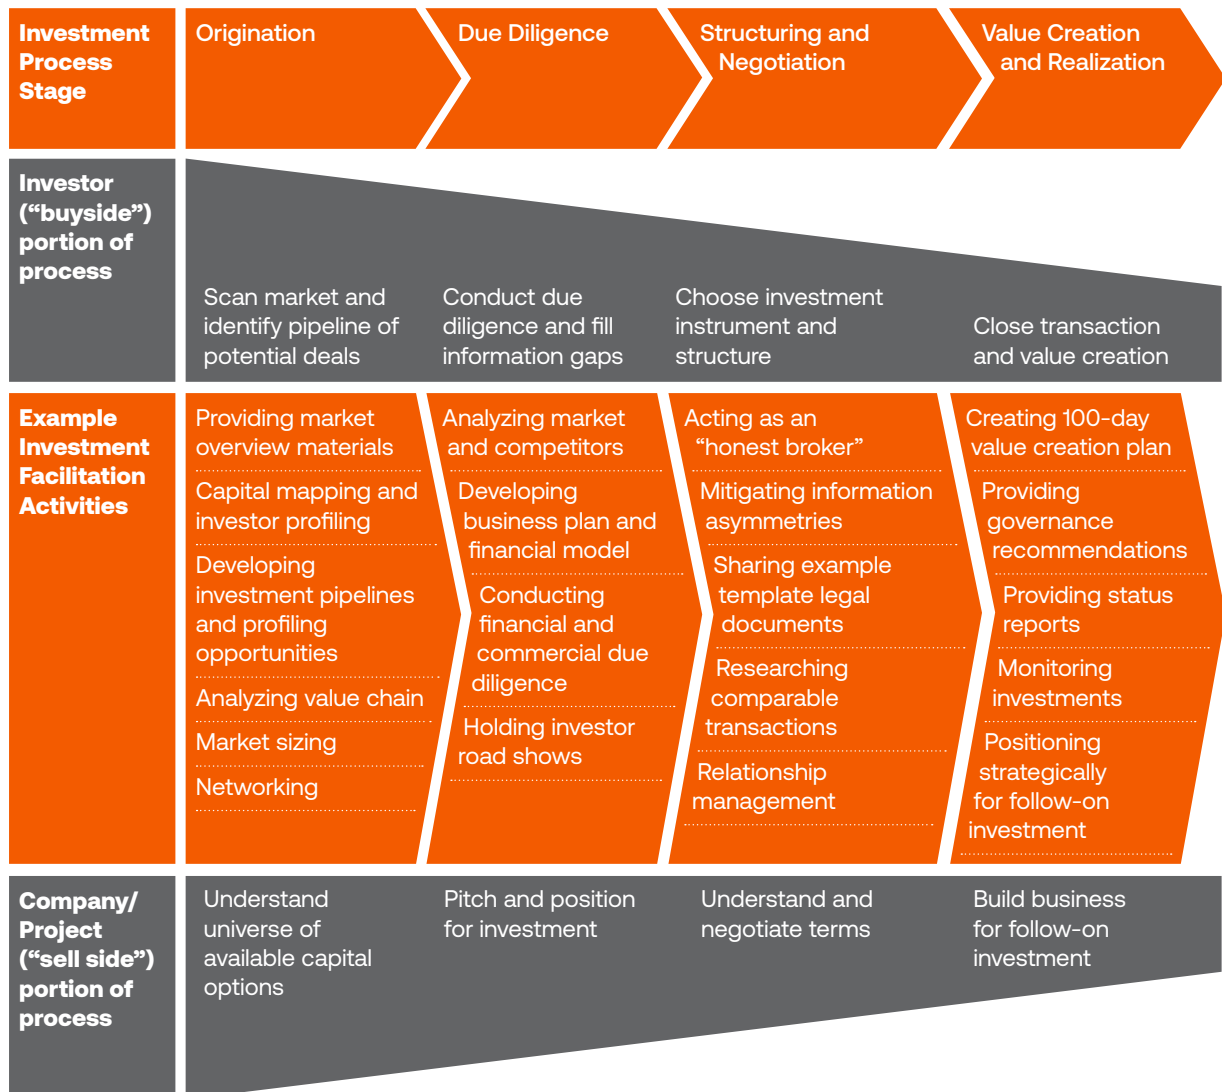 Investment
Process
Stage
Origination
Due Diligence
Structuring and
Negotiation
Value Creation
and Realization
Investor
(“buyside”)
portion of
process
Scan market and
identify pipeline of
potential deals
Conduct due
diligence and fill
information gaps
Choose investment
instrument and
structure
Close transaction
and value creation
Example
Investment
Facilitation
Activities
Providing market
overview materials
Capital mapping and
investor profiling
Developing
investment pipelines
and profiling
opportunities
Analyzing value chain
Market sizing
Networking
Analyzing market
and competitors
Developing
business plan and
financial model
Conducting
financial and
commercial due
diligence
Holding investor
road shows
Acting as an
“honest broker”
Mitigating information
asymmetries
Sharing example
template legal
documents
Researching
comparable
transactions
Relationship
management
Creating 100-day
value creation plan
Providing
governance
recommendations
Providing status
reports
Monitoring
investments
Positioning
strategically
for follow-on
investment
Company/
Project
(“sell side”)
portion of
process
Understand
universe of
available capital
options
Pitch and position
for investment
Understand and
negotiate terms
Build business
for follow-on
investment